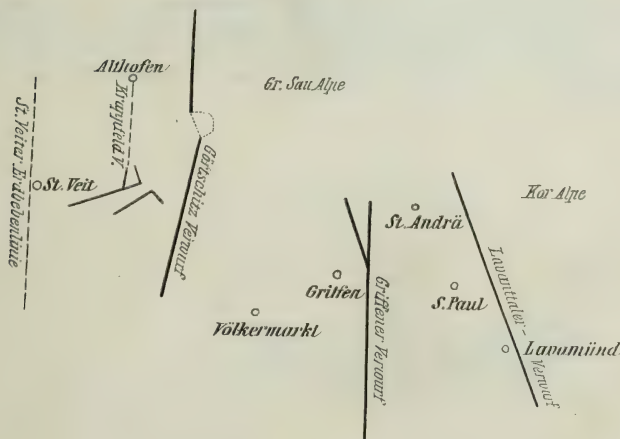 Althofen
Gr. Sau Alpe
Krappfeld V.
St. Veiter Erdbebenlinie
St. Veit
Görtschitz Verwurf
St. Andrä
Kor Alpe
Griffen
S. Paul
Lavanttaler-
Verwurf
Völkermarkt
Griffener Verwurf
Lavamünd